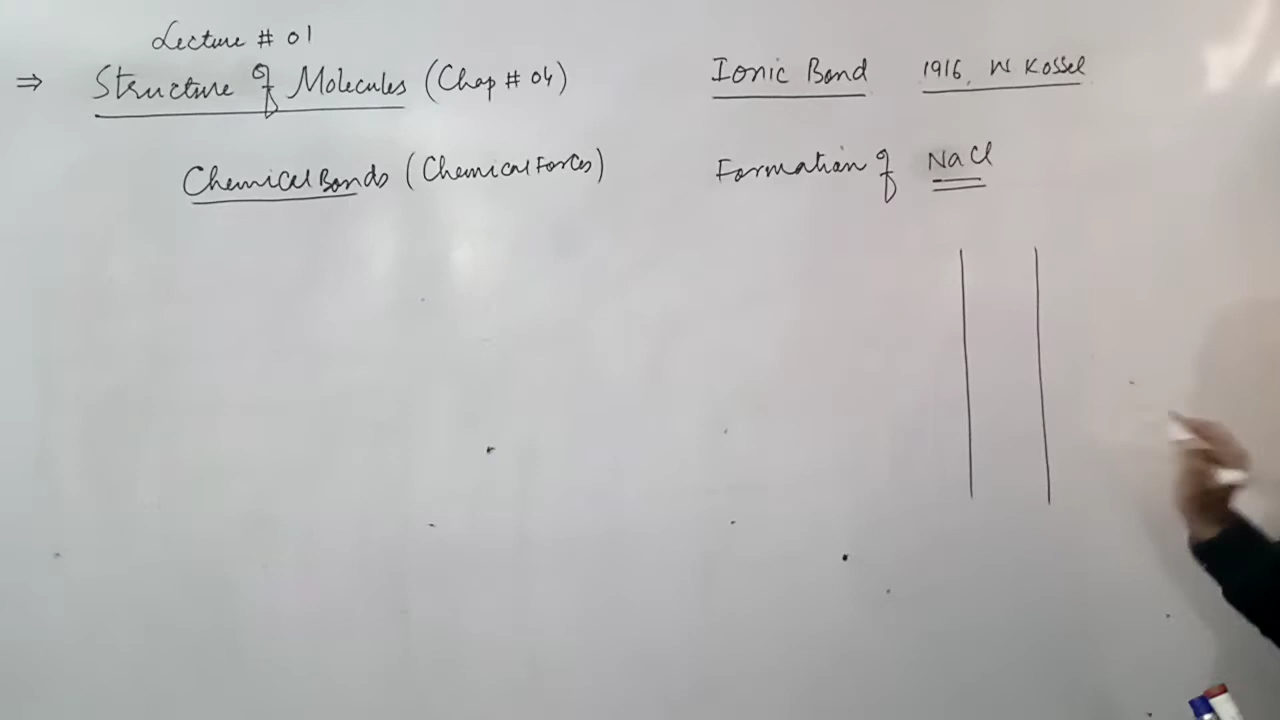 Lecture # 01
⇒ Structure of Molecules (Chap # 04)
Chemical Bonds (Chemical Forces)
Ionic Bond 1916, W Kossel
Formation of NaCl